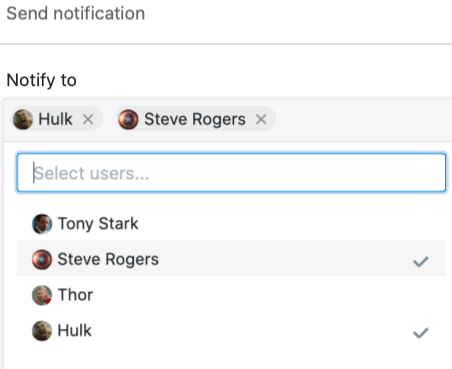 Send notification
Notify to
Hulk × Steve Rogers ×
Select users...
Tony Stark
Steve Rogers
Thor
Hulk